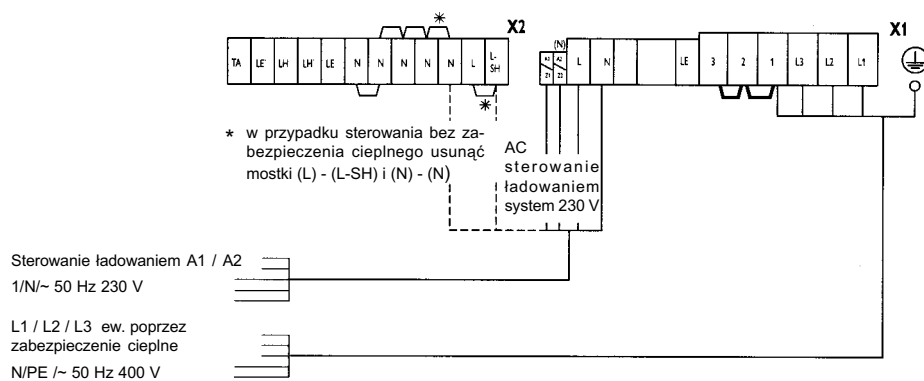 X2
X1
*
(N)
TA LE' LH LH' LE N N N N N L L-SH
A1 A2 L N LE 3 2 1 L3 L2 L1
Z1 Z2
*
* w przypadku sterowania bez za-
bezpieczenia cieplnego usunąć
mostki (L) - (L-SH) i (N) - (N)
AC
sterowanie
ładowaniem
system 230 V
Sterowanie ładowaniem A1 / A2
1/N/~ 50 Hz 230 V
L1 / L2 / L3 ew. poprzez
zabezpieczenie cieplne
N/PE /~ 50 Hz 400 V